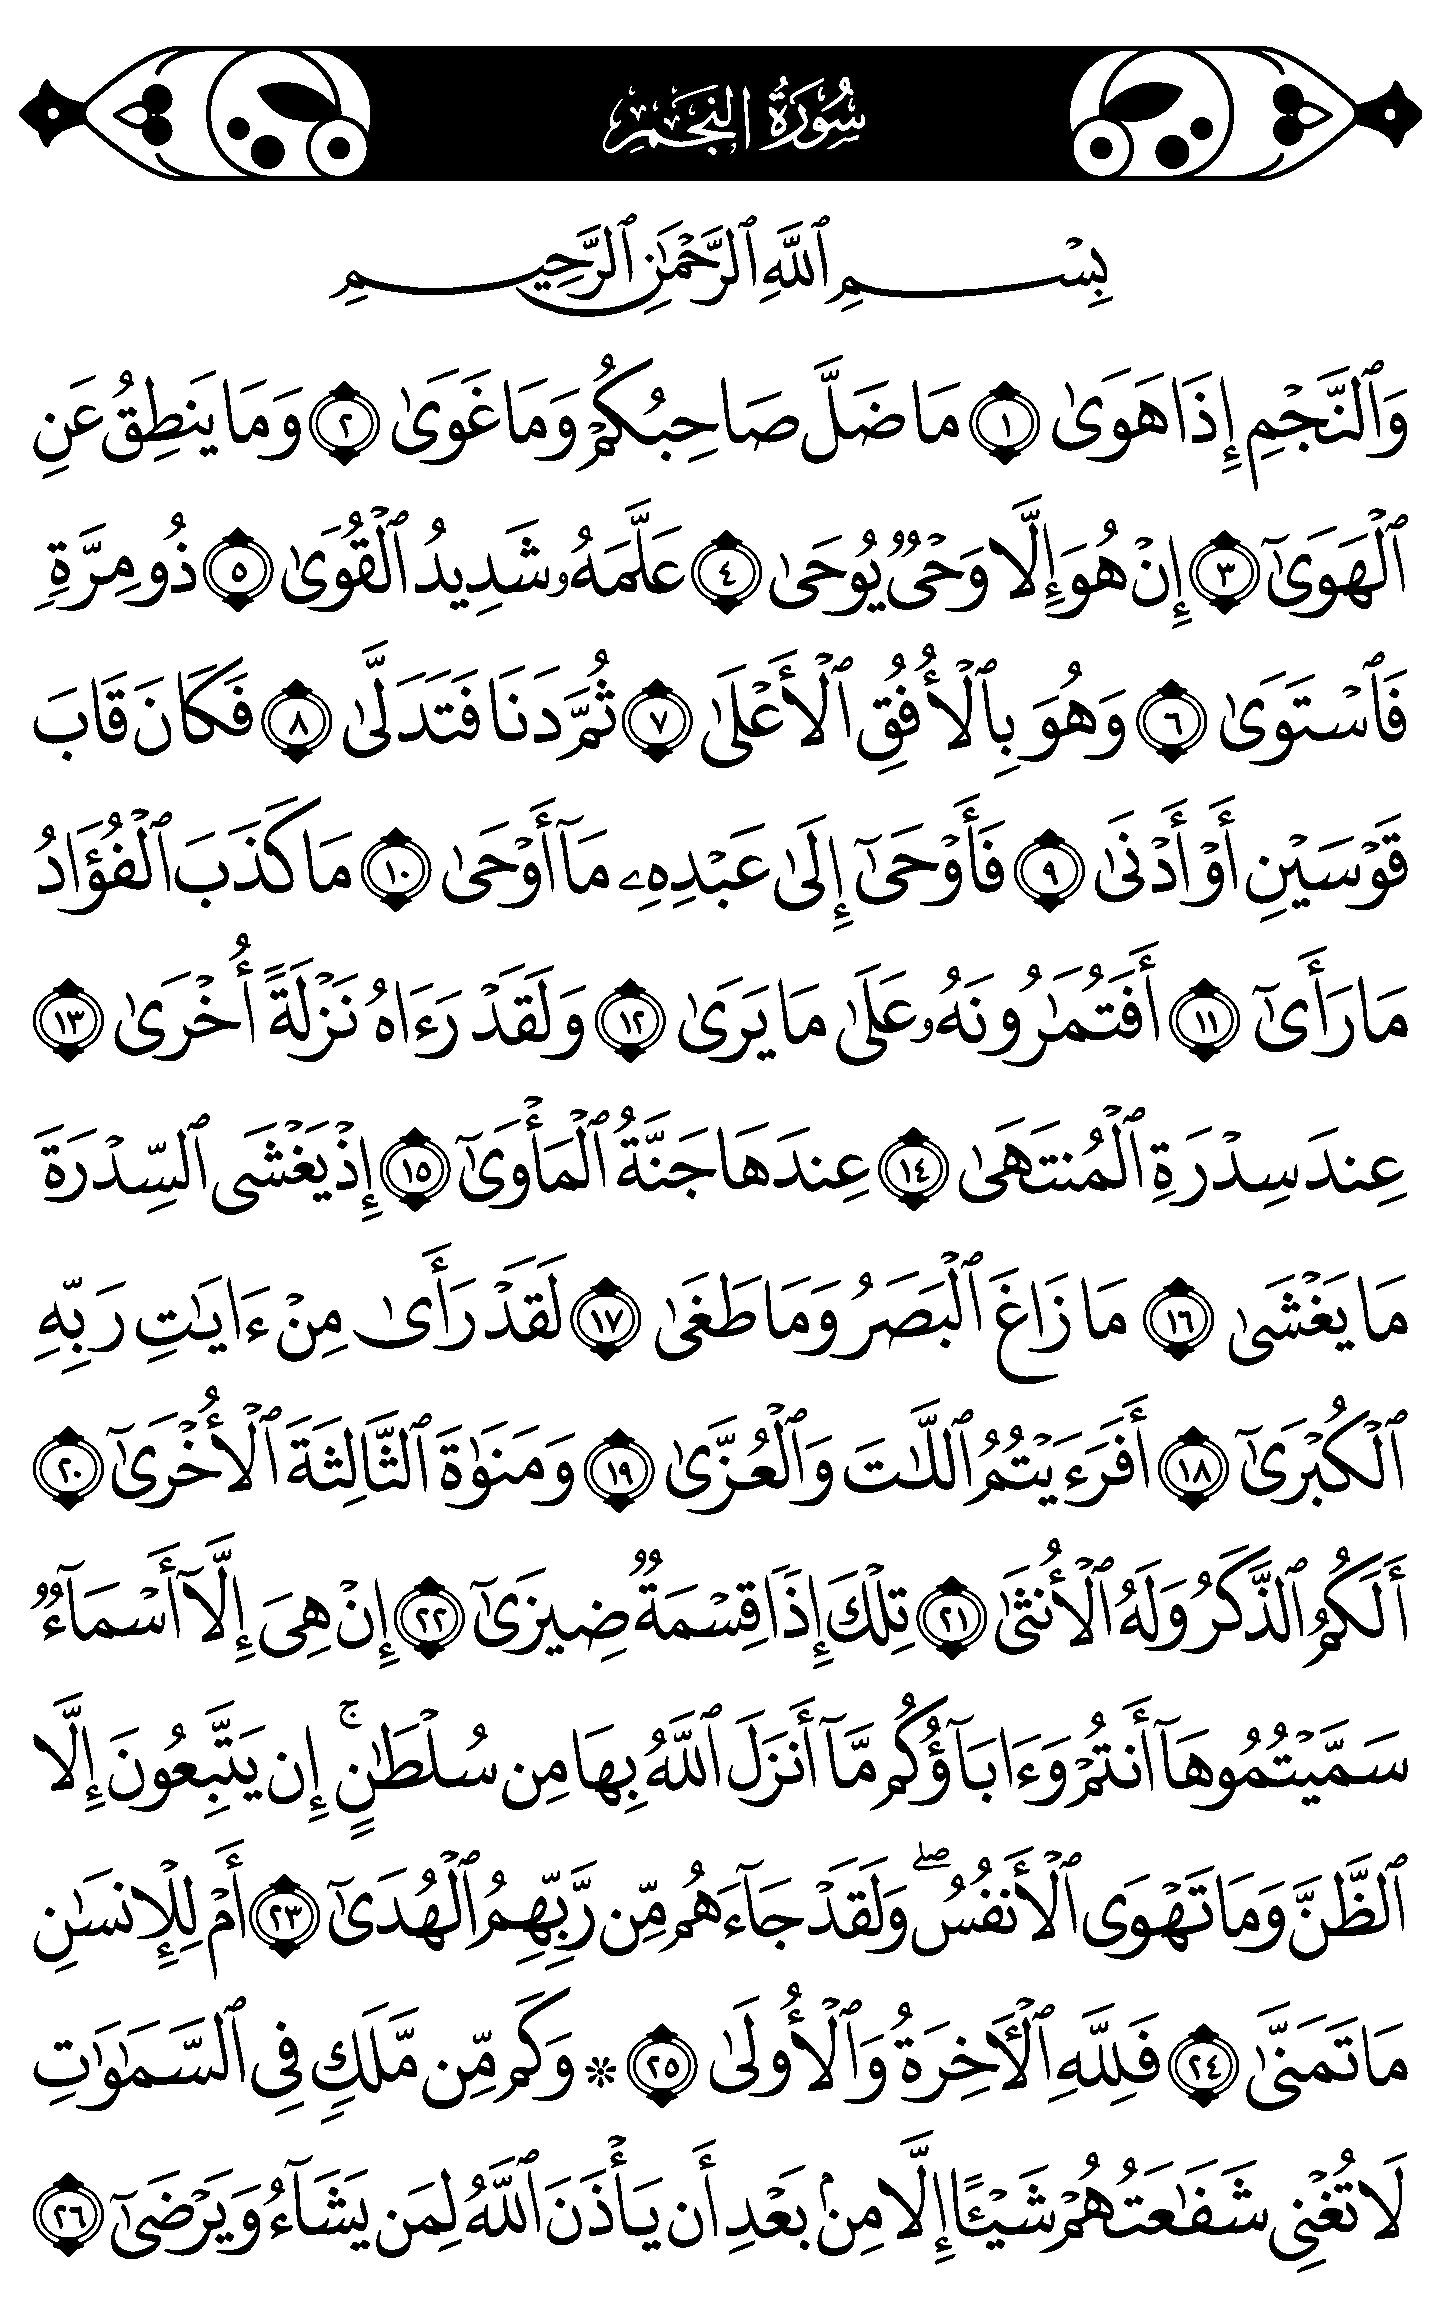 سُورَةُ النَّجْمِ
بِسْمِ ٱللَّهِ ٱلرَّحْمَٰنِ ٱلرَّحِيمِ
وَٱلنَّجْمِ إِذَا هَوَىٰ ١ مَا ضَلَّ صَاحِبُكُمْ وَمَا غَوَىٰ ٢ وَمَا يَنطِقُ عَنِ
ٱلْهَوَىٰٓ ٣ إِنْ هُوَ إِلَّا وَحْىٌ يُوحَىٰ ٤ عَلَّمَهُۥ شَدِيدُ ٱلْقُوَىٰ ٥ ذُو مِرَّةٍ
فَٱسْتَوَىٰ ٦ وَهُوَ بِٱلْأُفُقِ ٱلْأَعْلَىٰ ٧ ثُمَّ دَنَا فَتَدَلَّىٰ ٨ فَكَانَ قَابَ
قَوْسَيْنِ أَوْ أَدْنَىٰ ٩ فَأَوْحَىٰٓ إِلَىٰ عَبْدِهِۦ مَآ أَوْحَىٰ ١٠ مَا كَذَبَ ٱلْفُؤَادُ
مَا رَأَىٰٓ ١١ أَفَتُمَٰرُونَهُۥ عَلَىٰ مَا يَرَىٰ ١٢ وَلَقَدْ رَءَاهُ نَزْلَةً أُخْرَىٰ ١٣
عِندَ سِدْرَةِ ٱلْمُنتَهَىٰ ١٤ عِندَهَا جَنَّةُ ٱلْمَأْوَىٰٓ ١٥ إِذْ يَغْشَى ٱلسِّدْرَةَ
مَا يَغْشَىٰ ١٦ مَا زَاغَ ٱلْبَصَرُ وَمَا طَغَىٰ ١٧ لَقَدْ رَأَىٰ مِنْ ءَايَٰتِ رَبِّهِ
ٱلْكُبْرَىٰٓ ١٨ أَفَرَءَيْتُمُ ٱللَّٰتَ وَٱلْعُزَّىٰ ١٩ وَمَنَوٰةَ ٱلثَّالِثَةَ ٱلْأُخْرَىٰٓ ٢٠
أَلَكُمُ ٱلذَّكَرُ وَلَهُ ٱلْأُنثَىٰ ٢١ تِلْكَ إِذًا قِسْمَةٌ ضِيزَىٰٓ ٢٢ إِنْ هِىَ إِلَّآ أَسْمَآءٌ
سَمَّيْتُمُوهَآ أَنتُمْ وَءَابَآؤُكُم مَّآ أَنزَلَ ٱللَّهُ بِهَا مِن سُلْطَٰنٍ ۚ إِن يَتَّبِعُونَ إِلَّا
ٱلظَّنَّ وَمَا تَهْوَى ٱلْأَنفُسُ ۖ وَلَقَدْ جَآءَهُم مِّن رَّبِّهِمُ ٱلْهُدَىٰٓ ٢٣ أَمْ لِلْإِنسَٰنِ
مَا تَمَنَّىٰ ٢٤ فَلِلَّهِ ٱلْءَاخِرَةُ وَٱلْأُولَىٰ ٢٥ ۞ وَكَم مِّن مَّلَكٍ فِى ٱلسَّمَٰوَٰتِ
لَا تُغْنِى شَفَٰعَتُهُمْ شَيْـًٔا إِلَّا مِنۢ بَعْدِ أَن يَأْذَنَ ٱللَّهُ لِمَن يَشَآءُ وَيَرْضَىٰٓ ٢٦